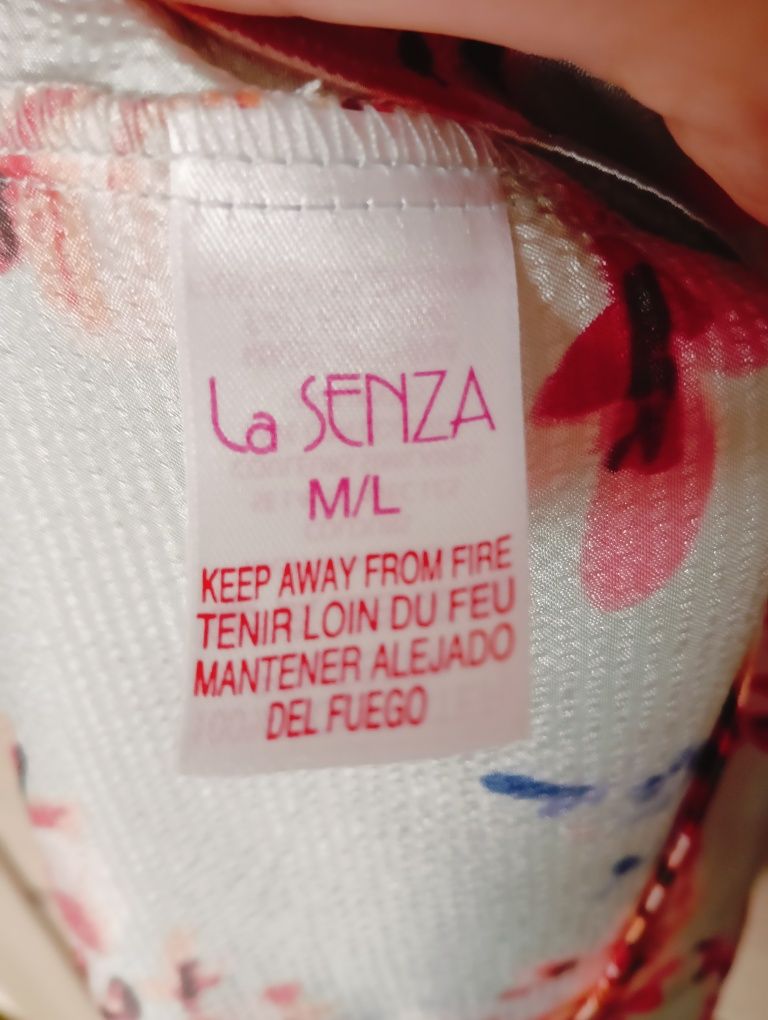 La SENZA
M/L
KEEP AWAY FROM FIRE
TENIR LOIN DU FEU
MANTENER ALEJADO
DEL FUEGO